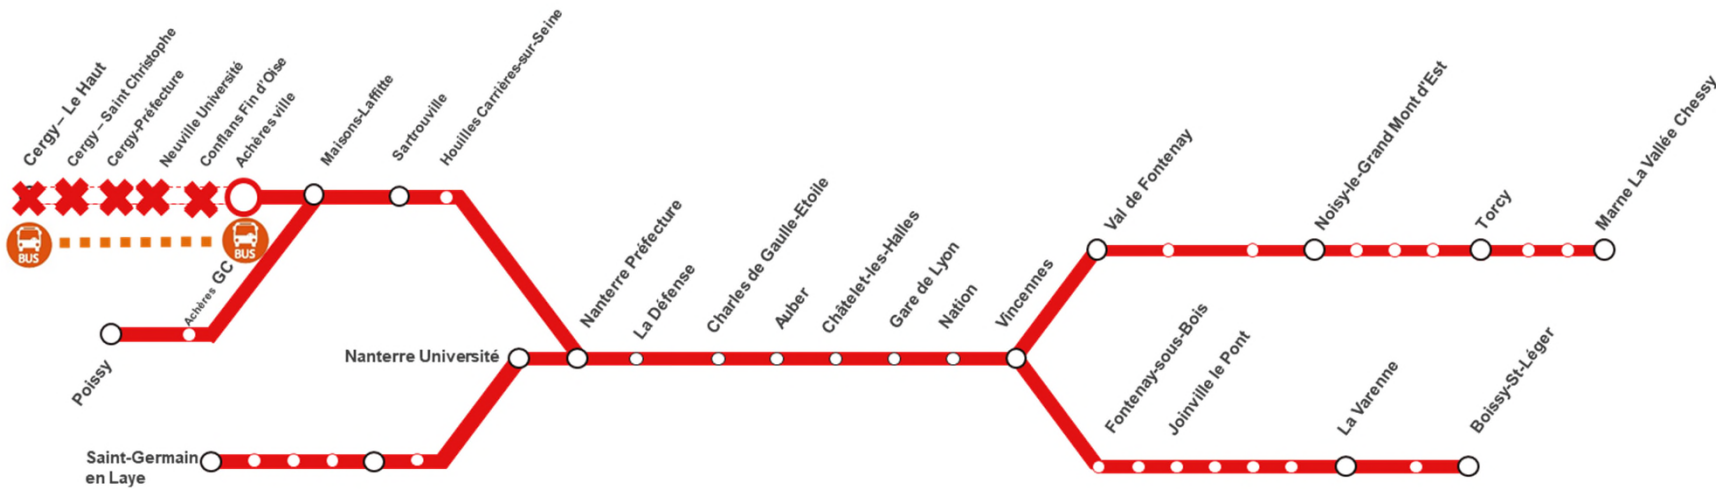 Cergy – Le Haut
Cergy – Saint Christophe
Cergy-Préfecture
Neuville Université
Conflans Fin d'Oise
Achères ville
Maisons-Laffitte
Sartrouville
Houilles Carrières-sur-Seine
BUS
BUS
Achères GC
Poissy
Nanterre Université
Saint-Germain
en Laye
Nanterre Préfecture
La Défense
Charles de Gaulle-Etoile
Auber
Châtelet-les-Halles
Gare de Lyon
Nation
Vincennes
Val de Fontenay
Noisy-le-Grand Mont d'Est
Torcy
Marne La Vallée Chessy
Fontenay-sous-Bois
Joinville le Pont
La Varenne
Boissy-St-Léger